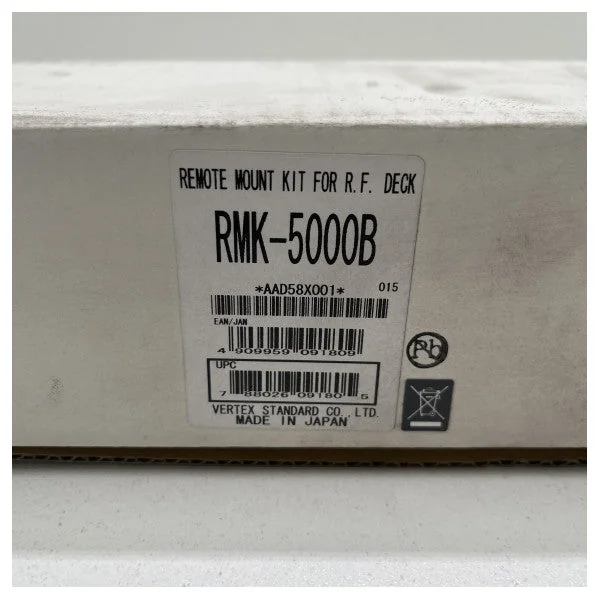 REMOTE MOUNT KIT FOR R.F. DECK
RMK-5000B
*AAD58X001* 015
EAN/JAN
4 909959 091809
UPC
7 88026 09180 5
VERTEX STANDARD CO., LTD.
MADE IN JAPAN
Pb